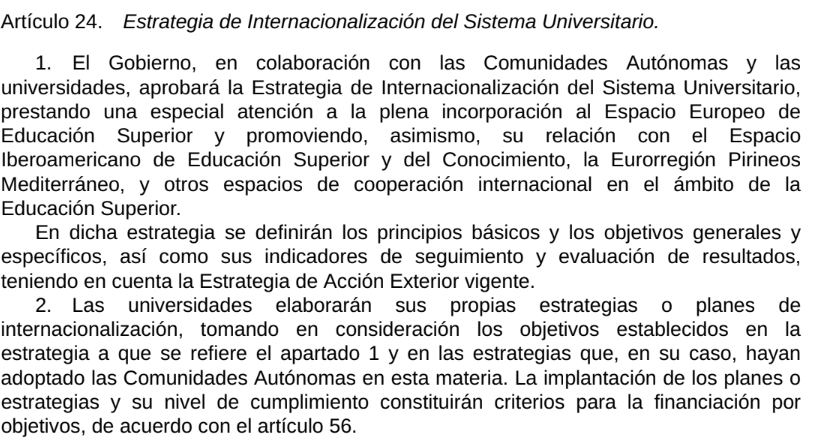 Artículo 24. Estrategia de Internacionalización del Sistema Universitario.
1. El Gobierno, en colaboración con las Comunidades Autónomas y las
universidades, aprobará la Estrategia de Internacionalización del Sistema Universitario,
prestando una especial atención a la plena incorporación al Espacio Europeo de
Educación Superior y promoviendo, asimismo, su relación con el Espacio
Iberoamericano de Educación Superior y del Conocimiento, la Eurorregión Pirineos
Mediterráneo, y otros espacios de cooperación internacional en el ámbito de la
Educación Superior.
En dicha estrategia se definirán los principios básicos y los objetivos generales y
específicos, así como sus indicadores de seguimiento y evaluación de resultados,
teniendo en cuenta la Estrategia de Acción Exterior vigente.
2. Las universidades elaborarán sus propias estrategias o planes de
internacionalización, tomando en consideración los objetivos establecidos en la
estrategia a que se refiere el apartado 1 y en las estrategias que, en su caso, hayan
adoptado las Comunidades Autónomas en esta materia. La implantación de los planes o
estrategias y su nivel de cumplimiento constituirán criterios para la financiación por
objetivos, de acuerdo con el artículo 56.